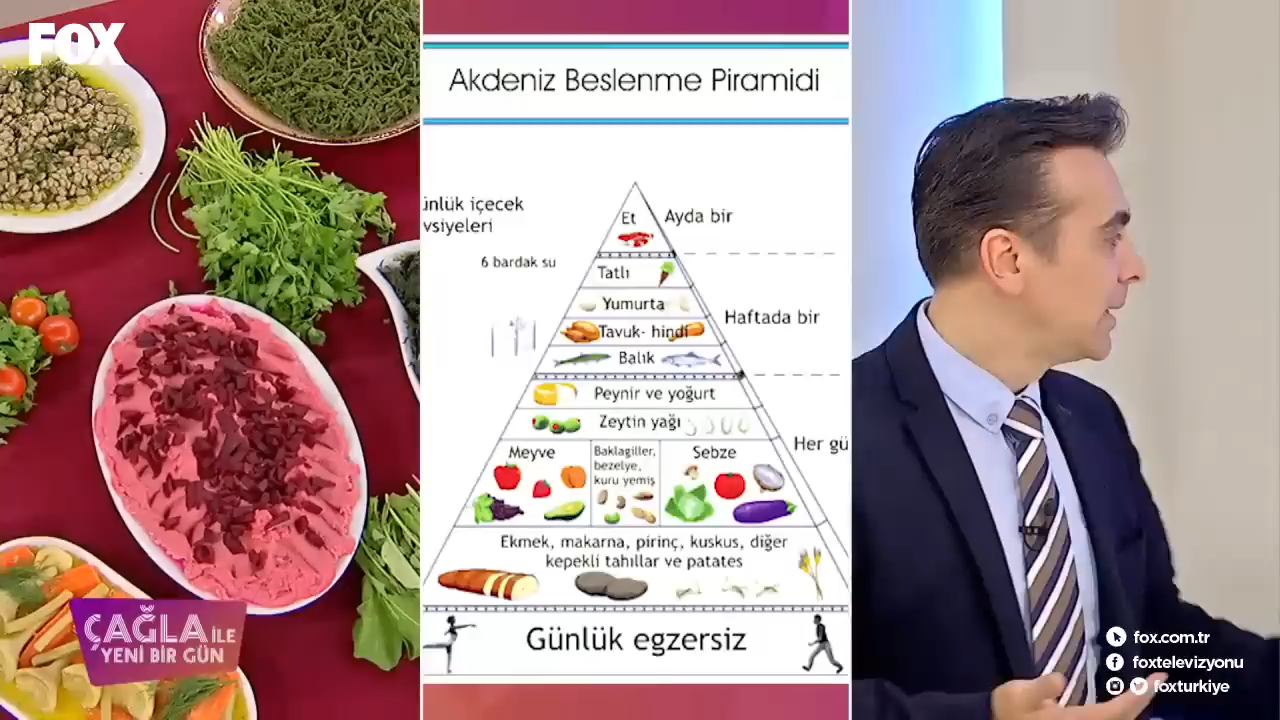 FOX
Akdeniz Beslenme Piramidi
ünlük içecek
vsiyeleri
6 bardak su
Et
Ayda bir
Tatlı
Yumurta
Tavuk- hindi
Haftada bir
Balık
Peynir ve yoğurt
Zeytin yağı
Her gü
Meyve
Baklagiller,
bezelye,
kuru yemiş
Sebze
Ekmek, makarna, pirinç, kuskus, diğer
kepekli tahıllar ve patates
Günlük egzersiz
ÇAĞLA İLE
YENİ BİR GÜN
fox.com.tr
foxtelevizyonu
foxturkiye